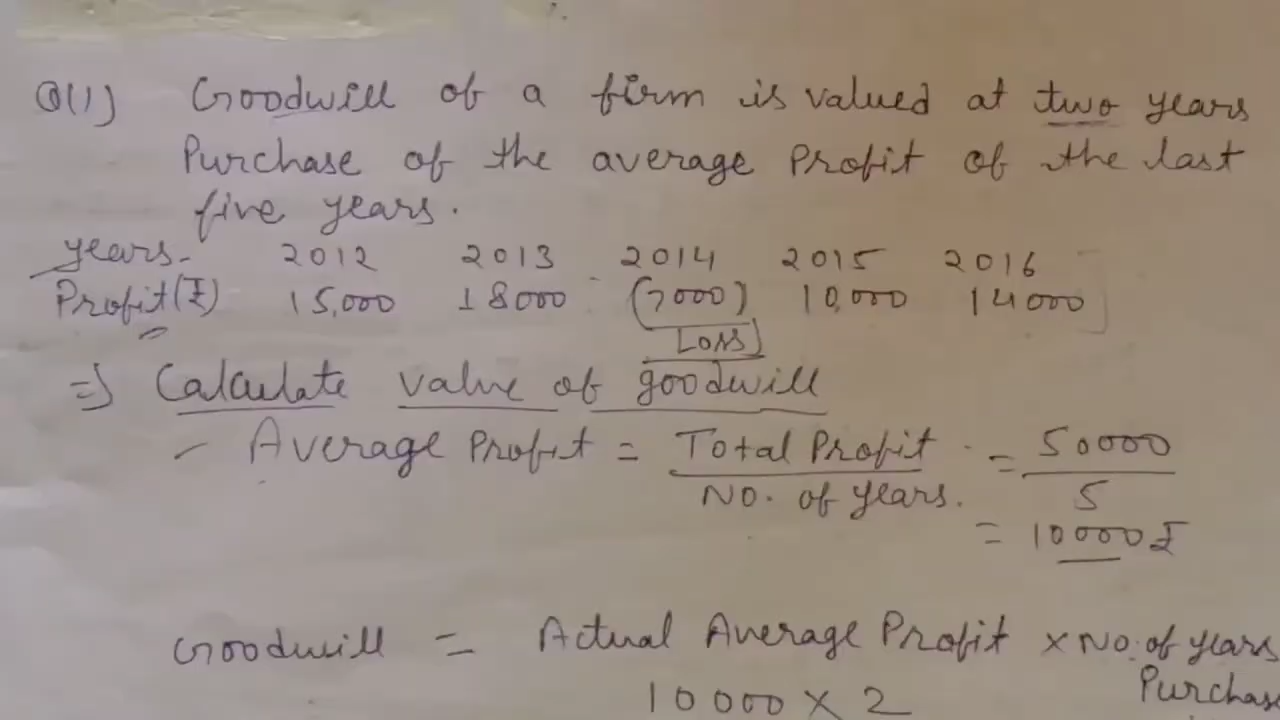 Q(1) Goodwill of a firm is valued at two years
Purchase of the average Profit of the last
five years.
years- 2012 2013 2014 2015 2016
Profit(₹) 15,000 18000 (7000) 10,000 14000
Loss
=> Calculate value of goodwill
- Average Profit = Total Profit = 50000
No. of years. 5
= 10000 ₹
Goodwill = Actual Average Profit x No. of years
Purchas
10000 x 2